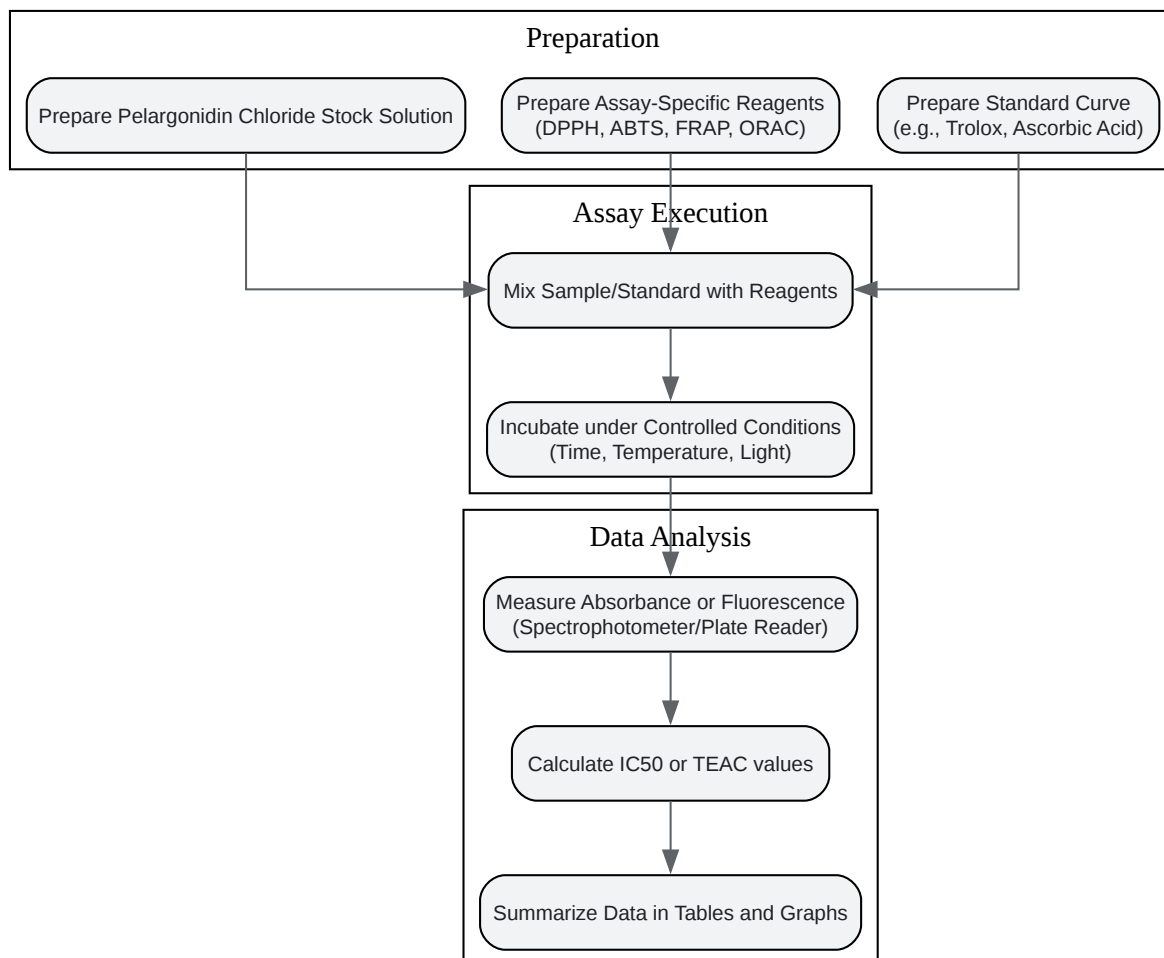 Preparation
Prepare Pelargonidin Chloride Stock Solution
Prepare Assay-Specific Reagents
(DPPH, ABTS, FRAP, ORAC)
Prepare Standard Curve
(e.g., Trolox, Ascorbic Acid)
Assay Execution
Mix Sample/Standard with Reagents
Incubate under Controlled Conditions
(Time, Temperature, Light)
Data Analysis
Measure Absorbance or Fluorescence
(Spectrophotometer/Plate Reader)
Calculate IC50 or TEAC values
Summarize Data in Tables and Graphs